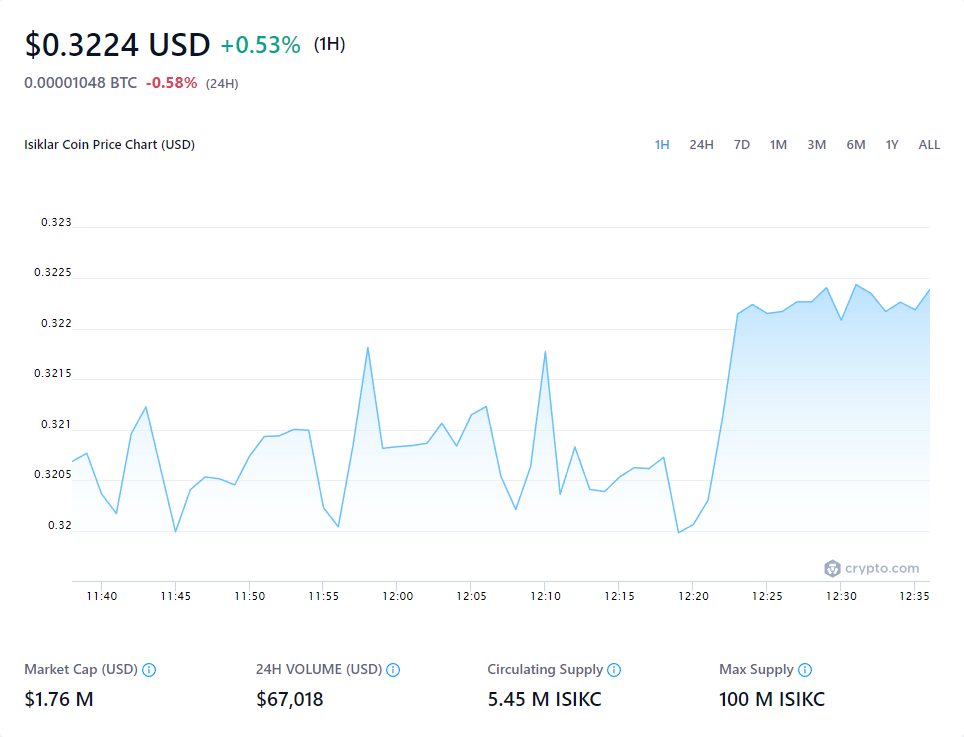 $0.3224 USD +0.53% (1H)
0.00001048 BTC -0.58% (24H)
Isiklar Coin Price Chart (USD) 1H 24H 7D 1M 3M 6M 1Y ALL
0.323
0.3225
0.322
0.3215
0.321
0.3205
0.32
crypto.com
11:40 11:45 11:50 11:55 12:00 12:05 12:10 12:15 12:20 12:25 12:30 12:35
Market Cap (USD) 24H VOLUME (USD) Circulating Supply Max Supply
$1.76 M $67,018 5.45 M ISIKC 100 M ISIKC